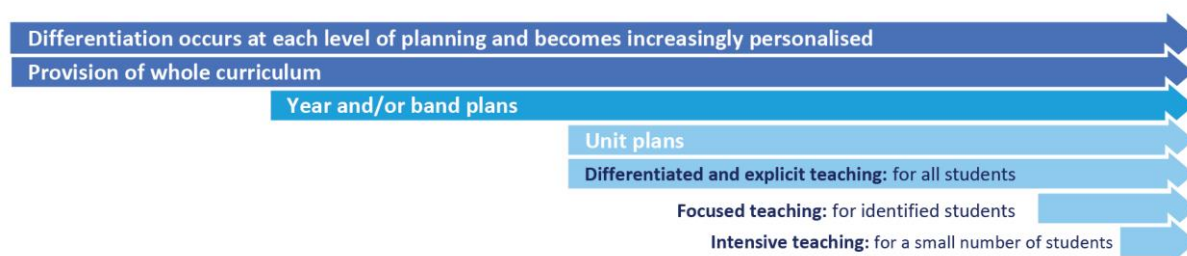 Differentiation occurs at each level of planning and becomes increasingly personalised
Provision of whole curriculum
Year and/or band plans
Unit plans
Differentiated and explicit teaching: for all students
Focused teaching: for identified students
Intensive teaching: for a small number of students